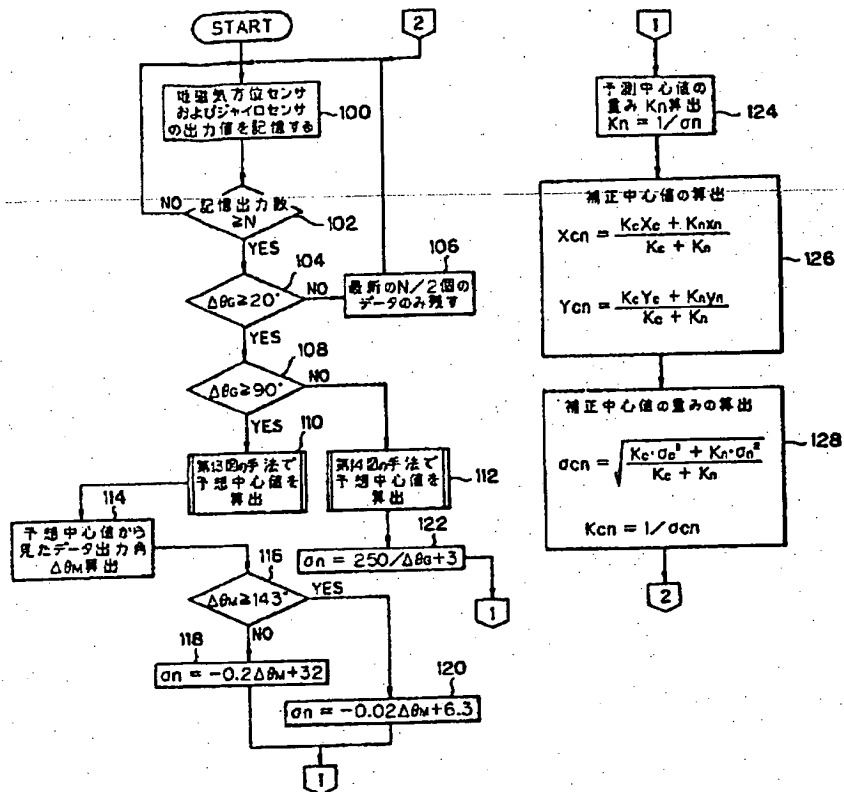 START
2
地磁気方位センサ
およびジャイロセンサ
の出力値を記憶する
100
NO
記憶出力数
≧N
102
YES
104
ΔθG≧20°
NO
106
最新のN/2個の
データのみ残す
YES
108
ΔθG≧90°
NO
YES
110
第13図の手法で
予想中心値を
算出
第14図の手法で
予想中心値を
算出
112
114
予想中心値から
見たデータ出力角
ΔθM算出
116
ΔθM≧143°
YES
NO
122
σn = 250/ΔθG+3
1
118
σn = −0.2ΔθM+32
120
σn = −0.02ΔθM+6.3
1
1
予測中心値の
重み Kn算出
Kn = 1/σn
124
補正中心値の算出
Xcn = (KcXc + Knxn) / (Kc + Kn)
Ycn = (KcYc + Knyn) / (Kc + Kn)
126
補正中心値の重みの算出
σcn = √((Kc・σc² + Kn・σn²) / (Kc + Kn))
Kcn = 1/σcn
128
2